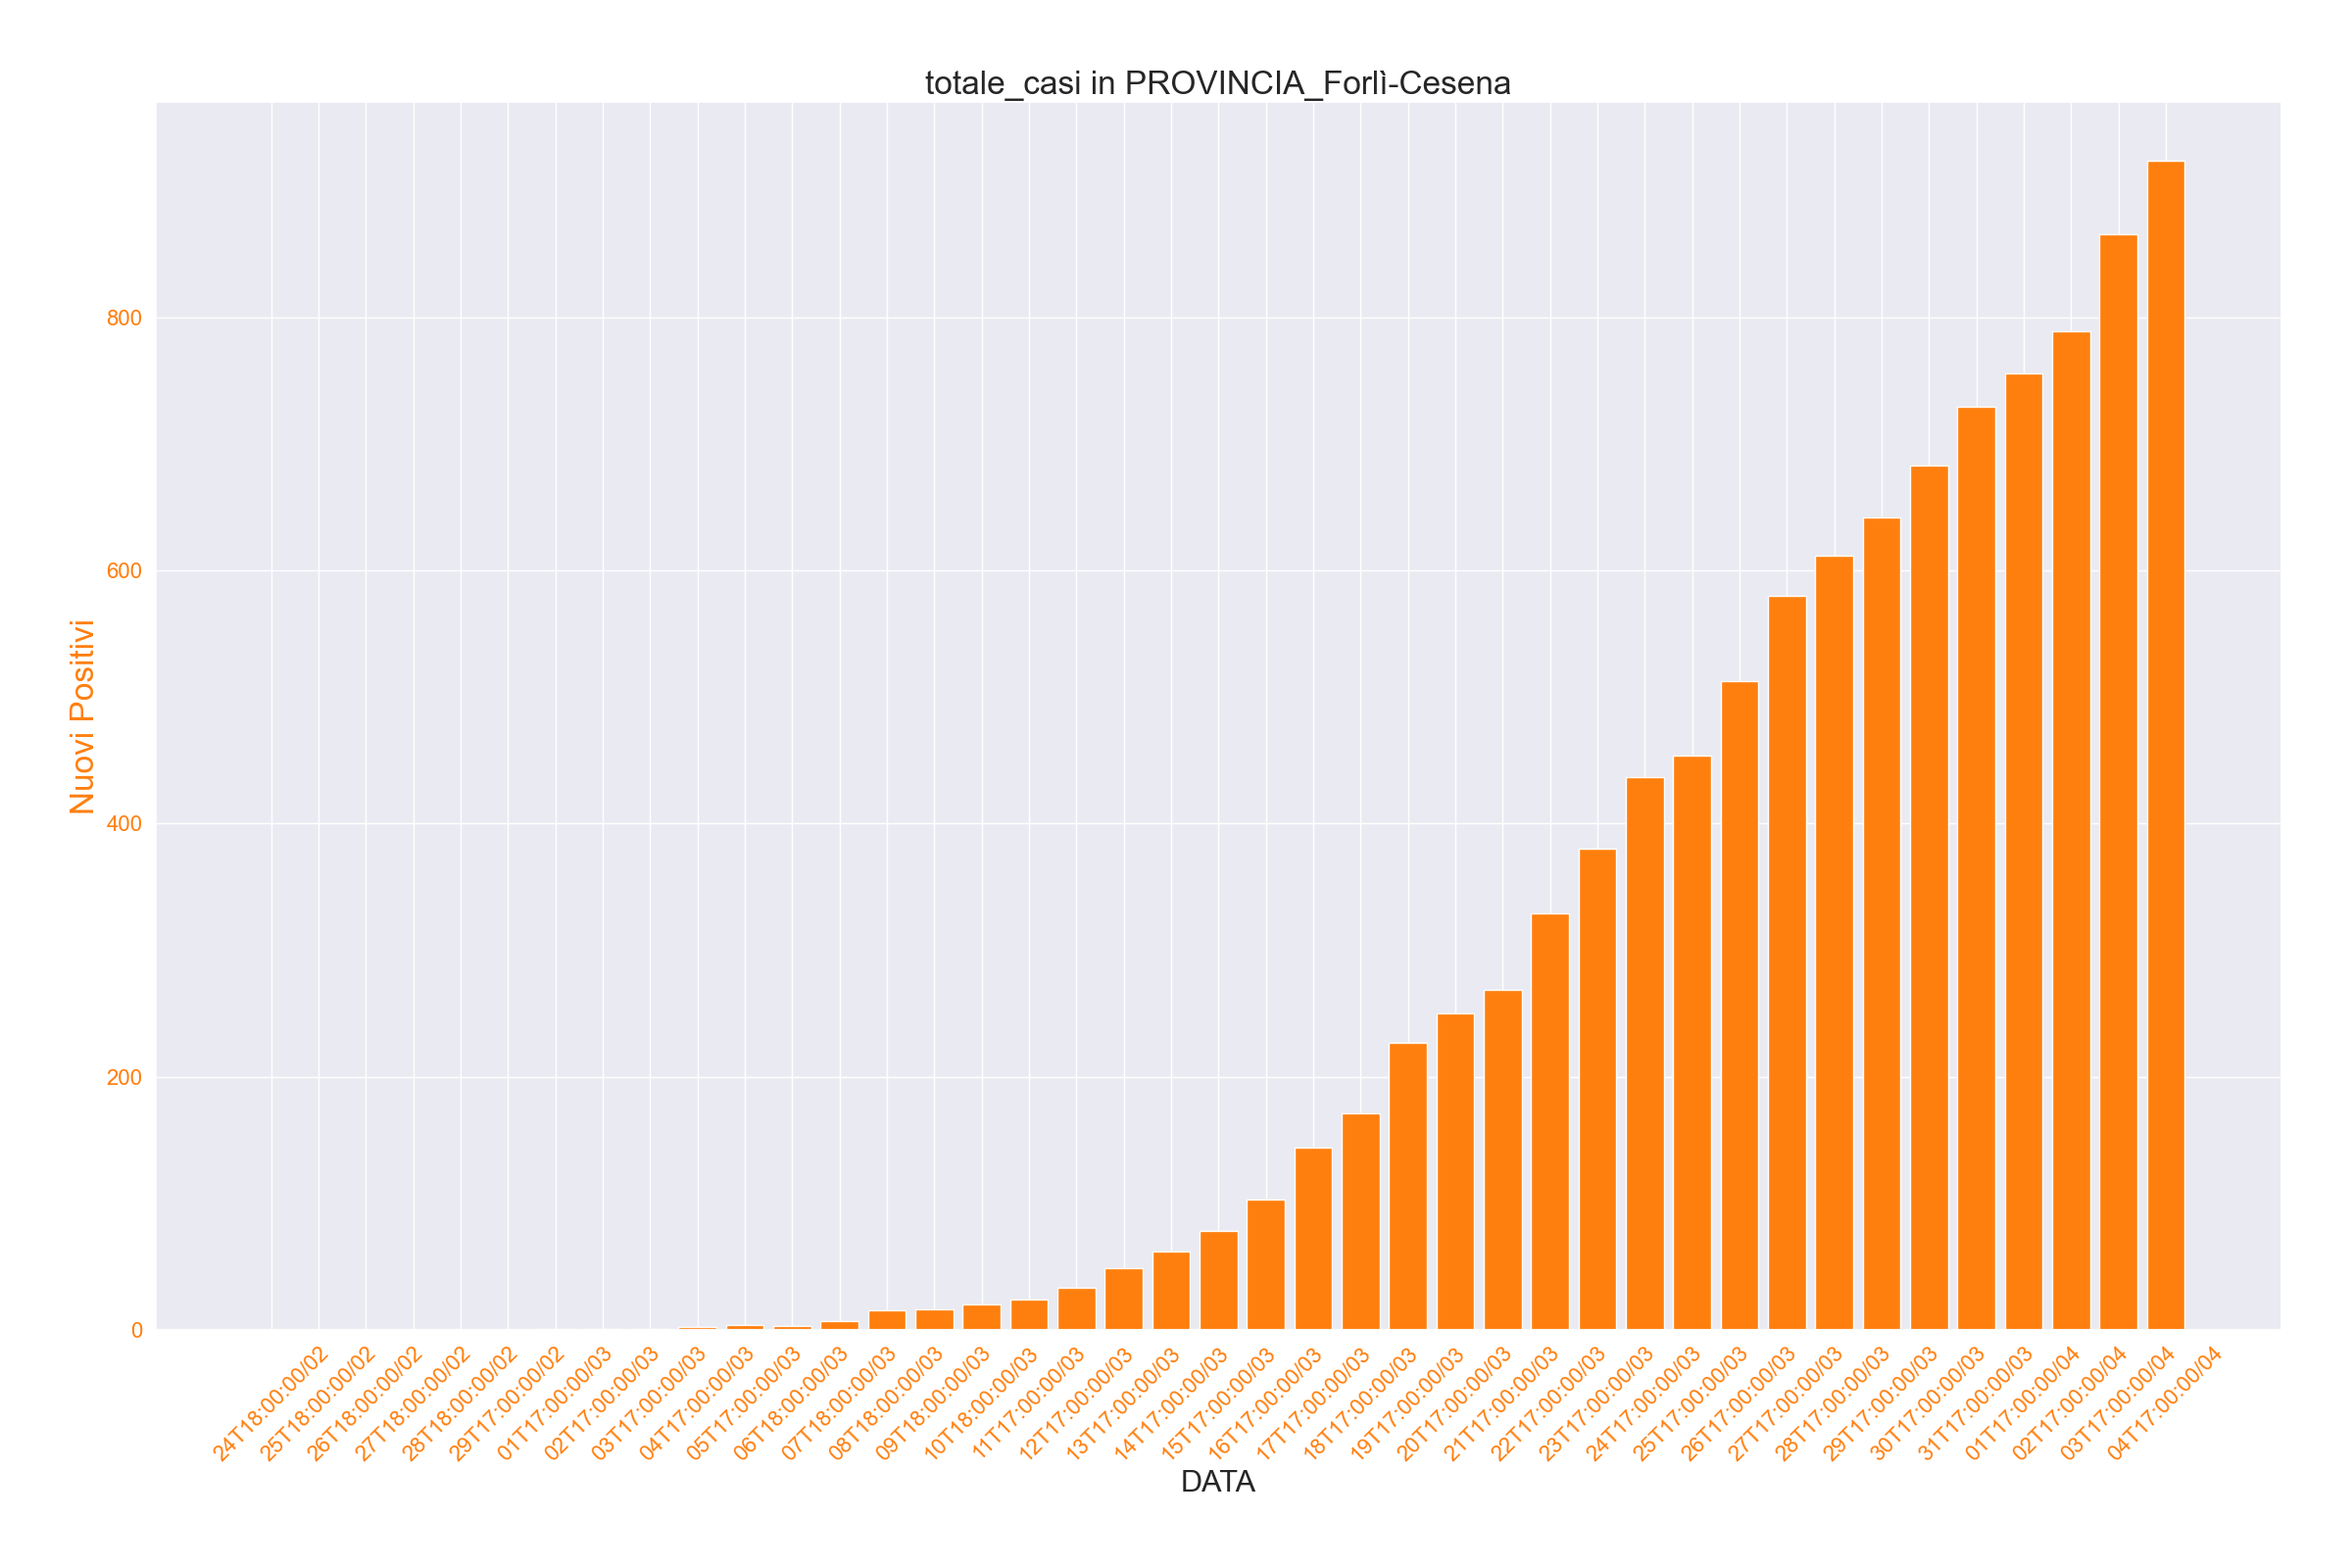 totale_casi in PROVINCIA_Forlì-Cesena
Nuovi Positivi
800
600
400
200
0
24T18:00:00/02
25T18:00:00/02
26T18:00:00/02
27T18:00:00/02
28T18:00:00/02
29T17:00:00/02
01T17:00:00/03
02T17:00:00/03
03T17:00:00/03
04T17:00:00/03
05T17:00:00/03
06T18:00:00/03
07T18:00:00/03
08T18:00:00/03
09T18:00:00/03
10T18:00:00/03
11T17:00:00/03
12T17:00:00/03
13T17:00:00/03
14T17:00:00/03
15T17:00:00/03
16T17:00:00/03
17T17:00:00/03
18T17:00:00/03
19T17:00:00/03
20T17:00:00/03
21T17:00:00/03
22T17:00:00/03
23T17:00:00/03
24T17:00:00/03
25T17:00:00/03
26T17:00:00/03
27T17:00:00/03
28T17:00:00/03
29T17:00:00/03
30T17:00:00/03
31T17:00:00/03
01T17:00:00/04
02T17:00:00/04
03T17:00:00/04
04T17:00:00/04
DATA